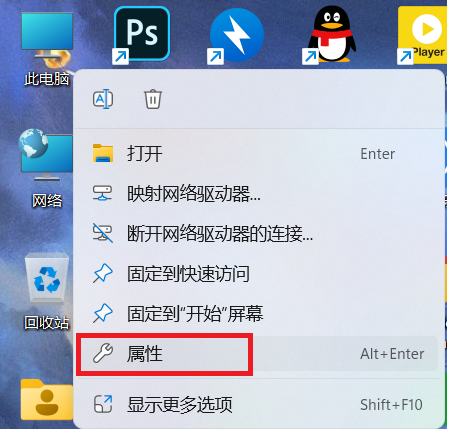 Ps
Player
此电脑
打开 Enter
映射网络驱动器...
网络
断开网络驱动器的连接...
固定到快速访问
固定到"开始"屏幕
回收站
属性 Alt+Enter
显示更多选项 Shift+F10